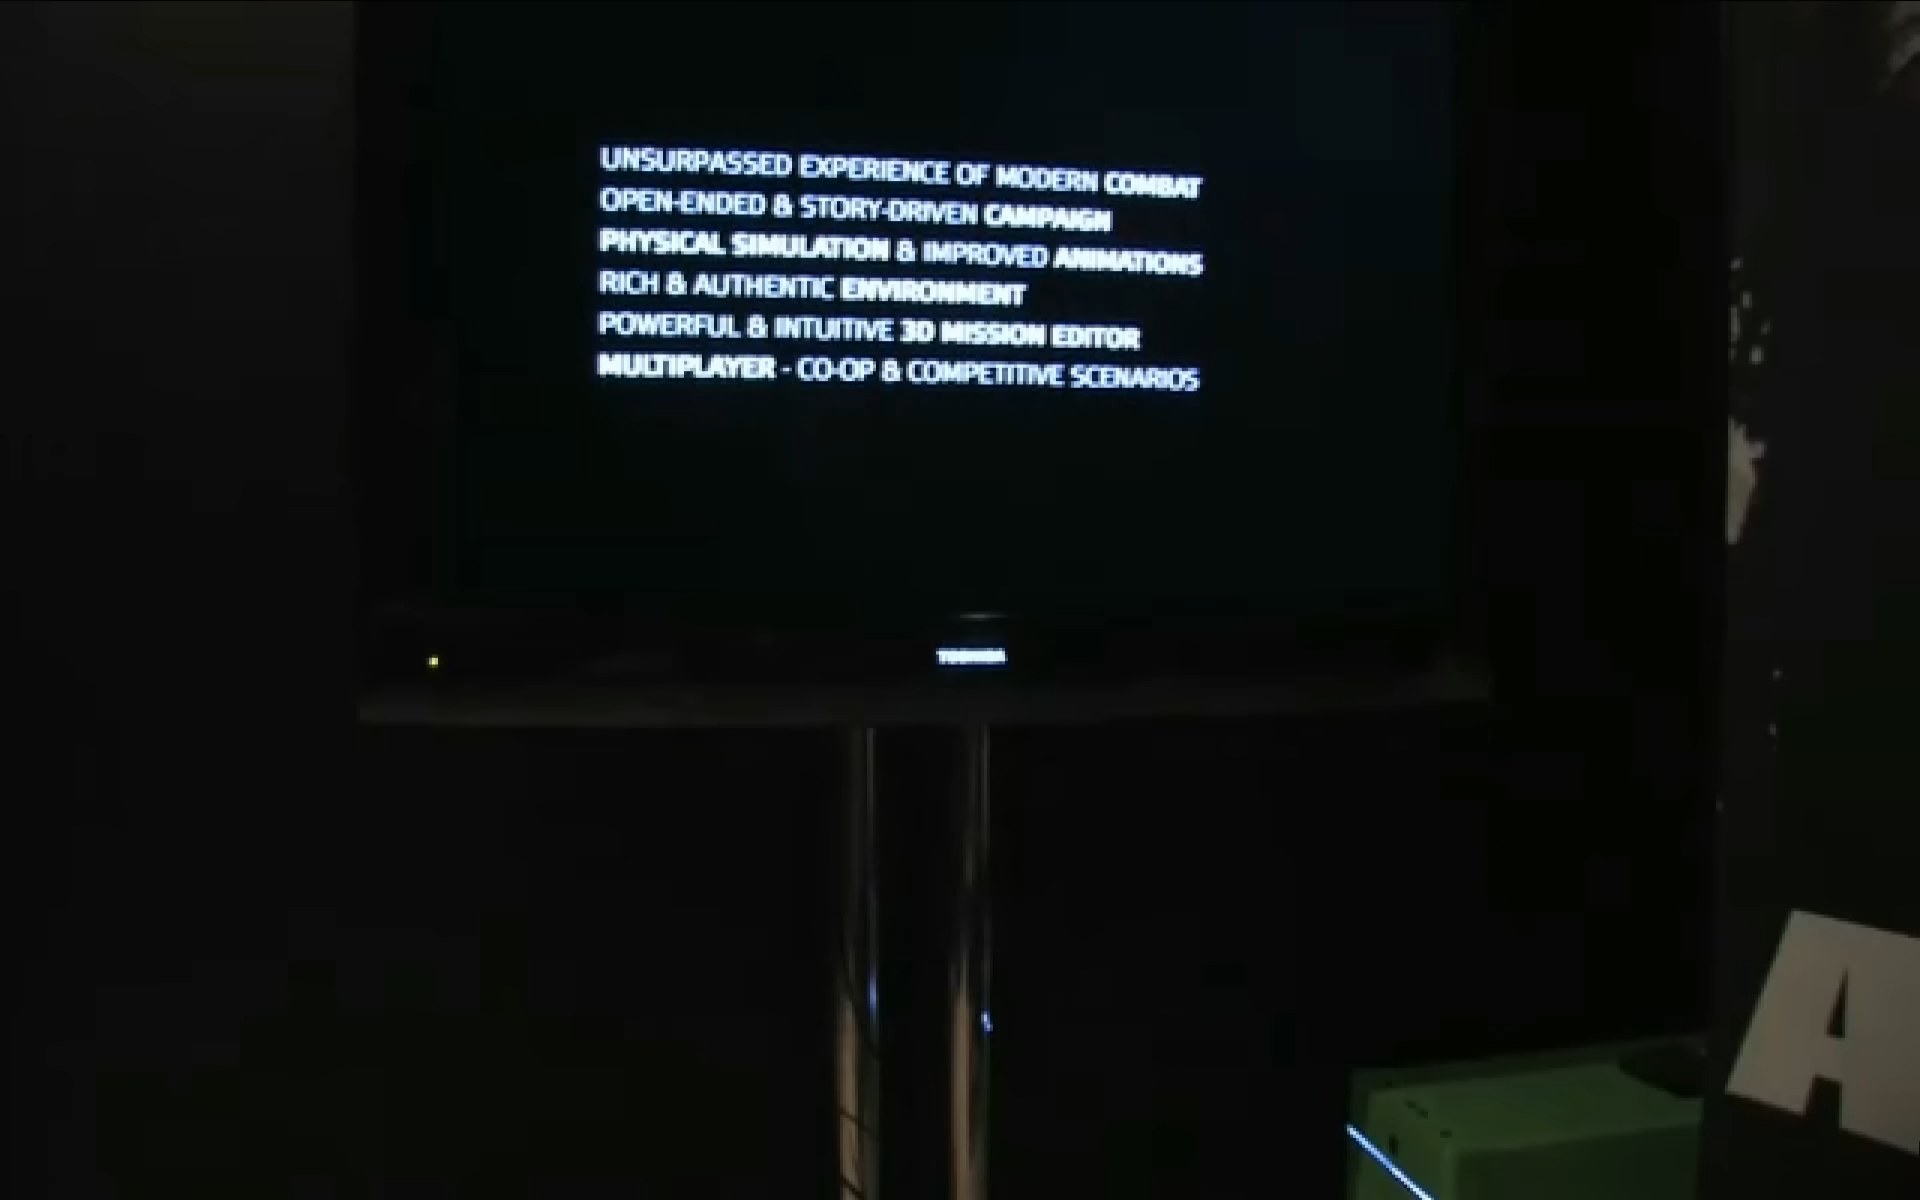 UNSURPASSED EXPERIENCE OF MODERN COMBAT
OPEN-ENDED & STORY-DRIVEN CAMPAIGN
PHYSICAL SIMULATION & IMPROVED ANIMATIONS
RICH & AUTHENTIC ENVIRONMENT
POWERFUL & INTUITIVE 3D MISSION EDITOR
MULTIPLAYER - CO-OP & COMPETITIVE SCENARIOS
TOSHIBA
A